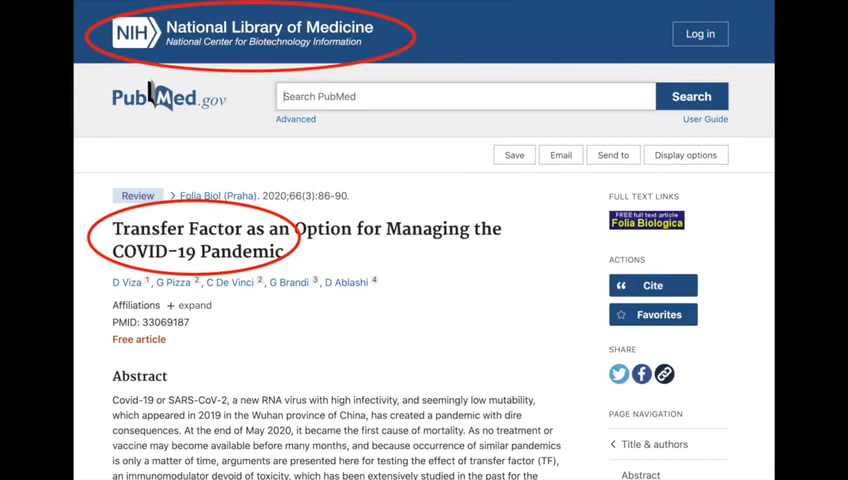 NIH National Library of Medicine
National Center for Biotechnology Information
Log in
PubMed.gov
Search PubMed
Search
Advanced
User Guide
Save
Email
Send to
Display options
Review > Folia Biol (Praha). 2020;66(3):86-90.
Transfer Factor as an Option for Managing the
COVID-19 Pandemic
D Viza 1, G Pizza 2, C De Vinci 2, G Brandi 3, D Ablashi 4
Affiliations + expand
PMID: 33069187
Free article
Abstract
Covid-19 or SARS-CoV-2, a new RNA virus with high infectivity, and seemingly low mutability,
which appeared in 2019 in the Wuhan province of China, has created a pandemic with dire
consequences. At the end of May 2020, it became the first cause of mortality. As no treatment or
vaccine may become available before many months, and because occurrence of similar pandemics
is only a matter of time, arguments are presented here for testing the effect of transfer factor (TF),
an immunomodulator devoid of toxicity, which has been extensively studied in the past for the
FULL TEXT LINKS
FREE full text article
Folia Biologica
ACTIONS
Cite
Favorites
SHARE
PAGE NAVIGATION
< Title & authors
Abstract